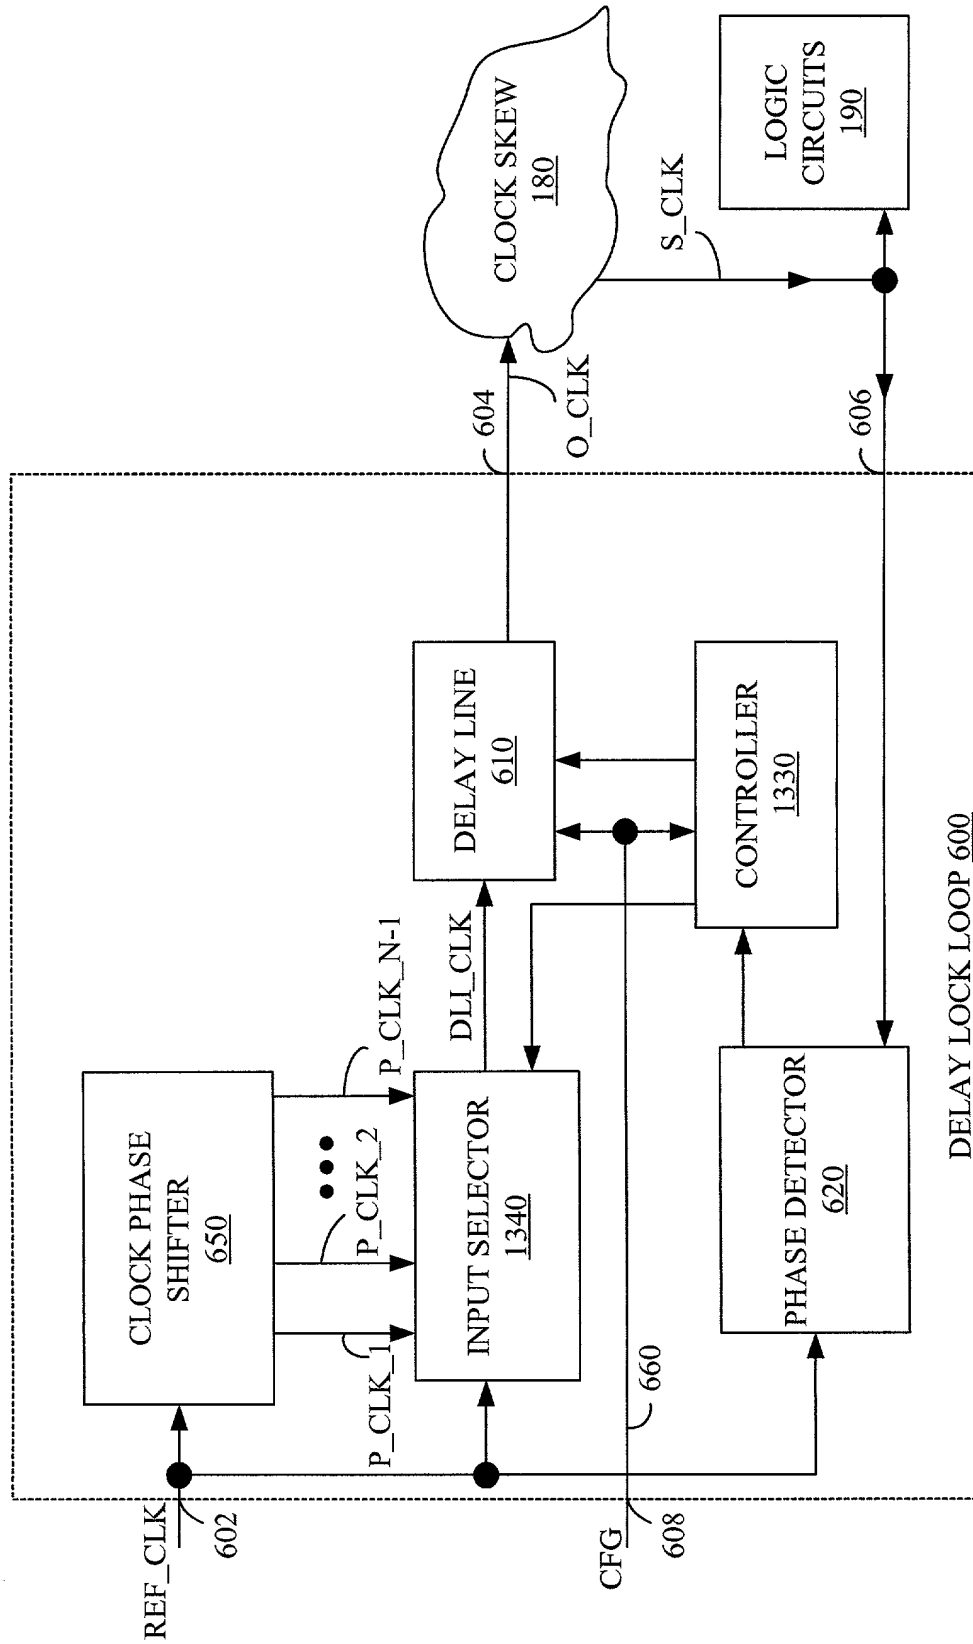 REF_CLK
602
CLOCK PHASE
SHIFTER
650
P_CLK_1
P_CLK_2
P_CLK_N-1
INPUT SELECTOR
1340
DLI_CLK
DELAY LINE
610
604
O_CLK
CLOCK SKEW
180
S_CLK
CFG
608
660
CONTROLLER
1330
PHASE DETECTOR
620
606
LOGIC
CIRCUITS
190
DELAY LOCK LOOP 600